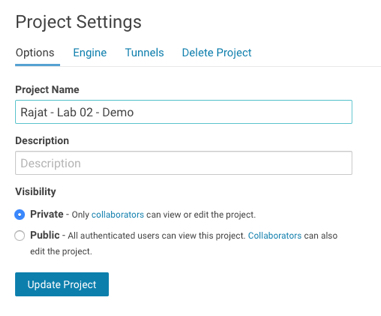 Project Settings
Options Engine Tunnels Delete Project
Project Name
Rajat - Lab 02 - Demo
Description
Description
Visibility
Private - Only collaborators can view or edit the project.
Public - All authenticated users can view this project. Collaborators can also
edit the project.
Update Project